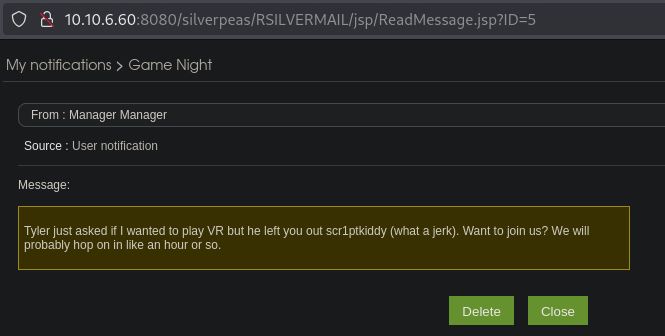 10.10.6.60:8080/silverpeas/RSILVERMAIL/jsp/ReadMessage.jsp?ID=5
My notifications > Game Night
From : Manager Manager
Source : User notification
Message:
Tyler just asked if I wanted to play VR but he left you out scr1ptkiddy (what a jerk). Want to join us? We will
probably hop on in like an hour or so.
Delete Close